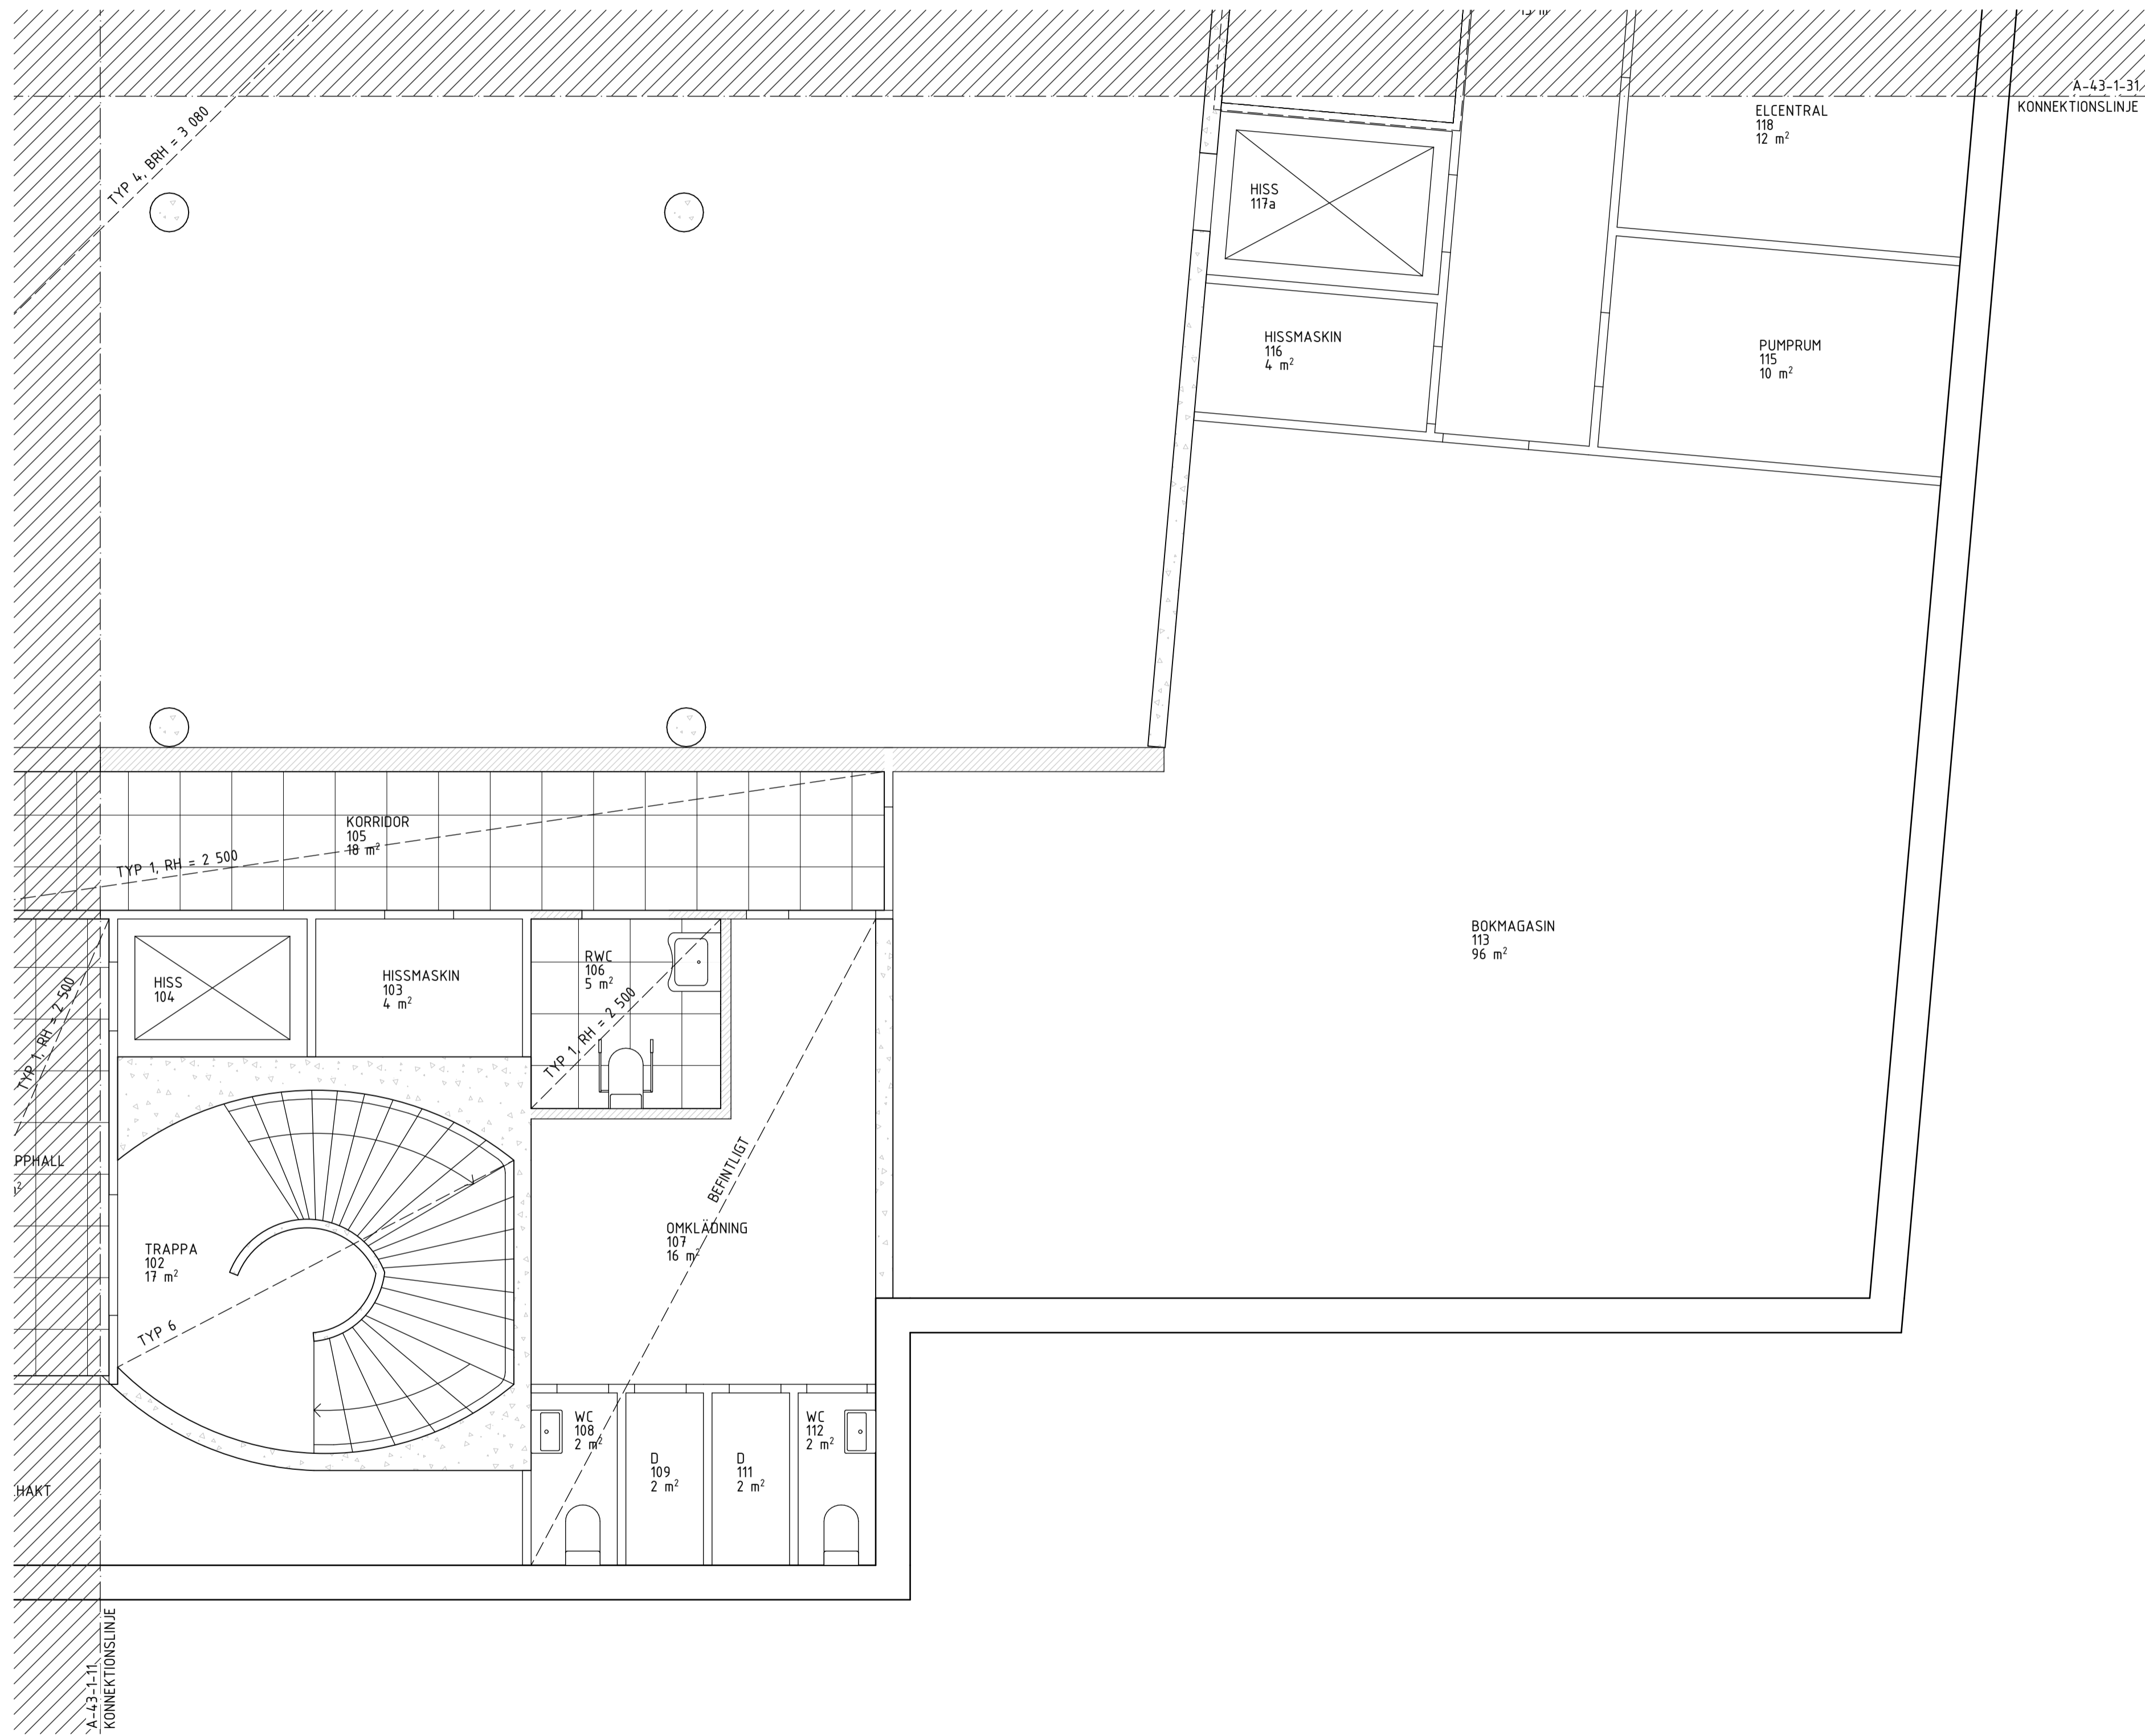 A-43-1-31
KONNEKTIONSLINJE
TYP 4, BRH = 3 080
ELCENTRAL
118
12 m²
HISS
117a
HISSMASKIN
116
4 m²
PUMPRUM
115
10 m²
KORRIDOR
105
18 m²
TYP 1, RH = 2 500
BOKMAGASIN
113
96 m²
HISS
104
HISSMASKIN
103
4 m²
RWC
106
5 m²
TYP 1, RH = 2 500
TYP 1, RH = 2 500
PPHALL
²
BEFINTLIGT
OMKLÄDNING
107
16 m²
TRAPPA
102
17 m²
TYP 6
WC
108
2 m²
D
109
2 m²
D
111
2 m²
WC
112
2 m²
HAKT
A-43-1-11
KONNEKTIONSLINJE